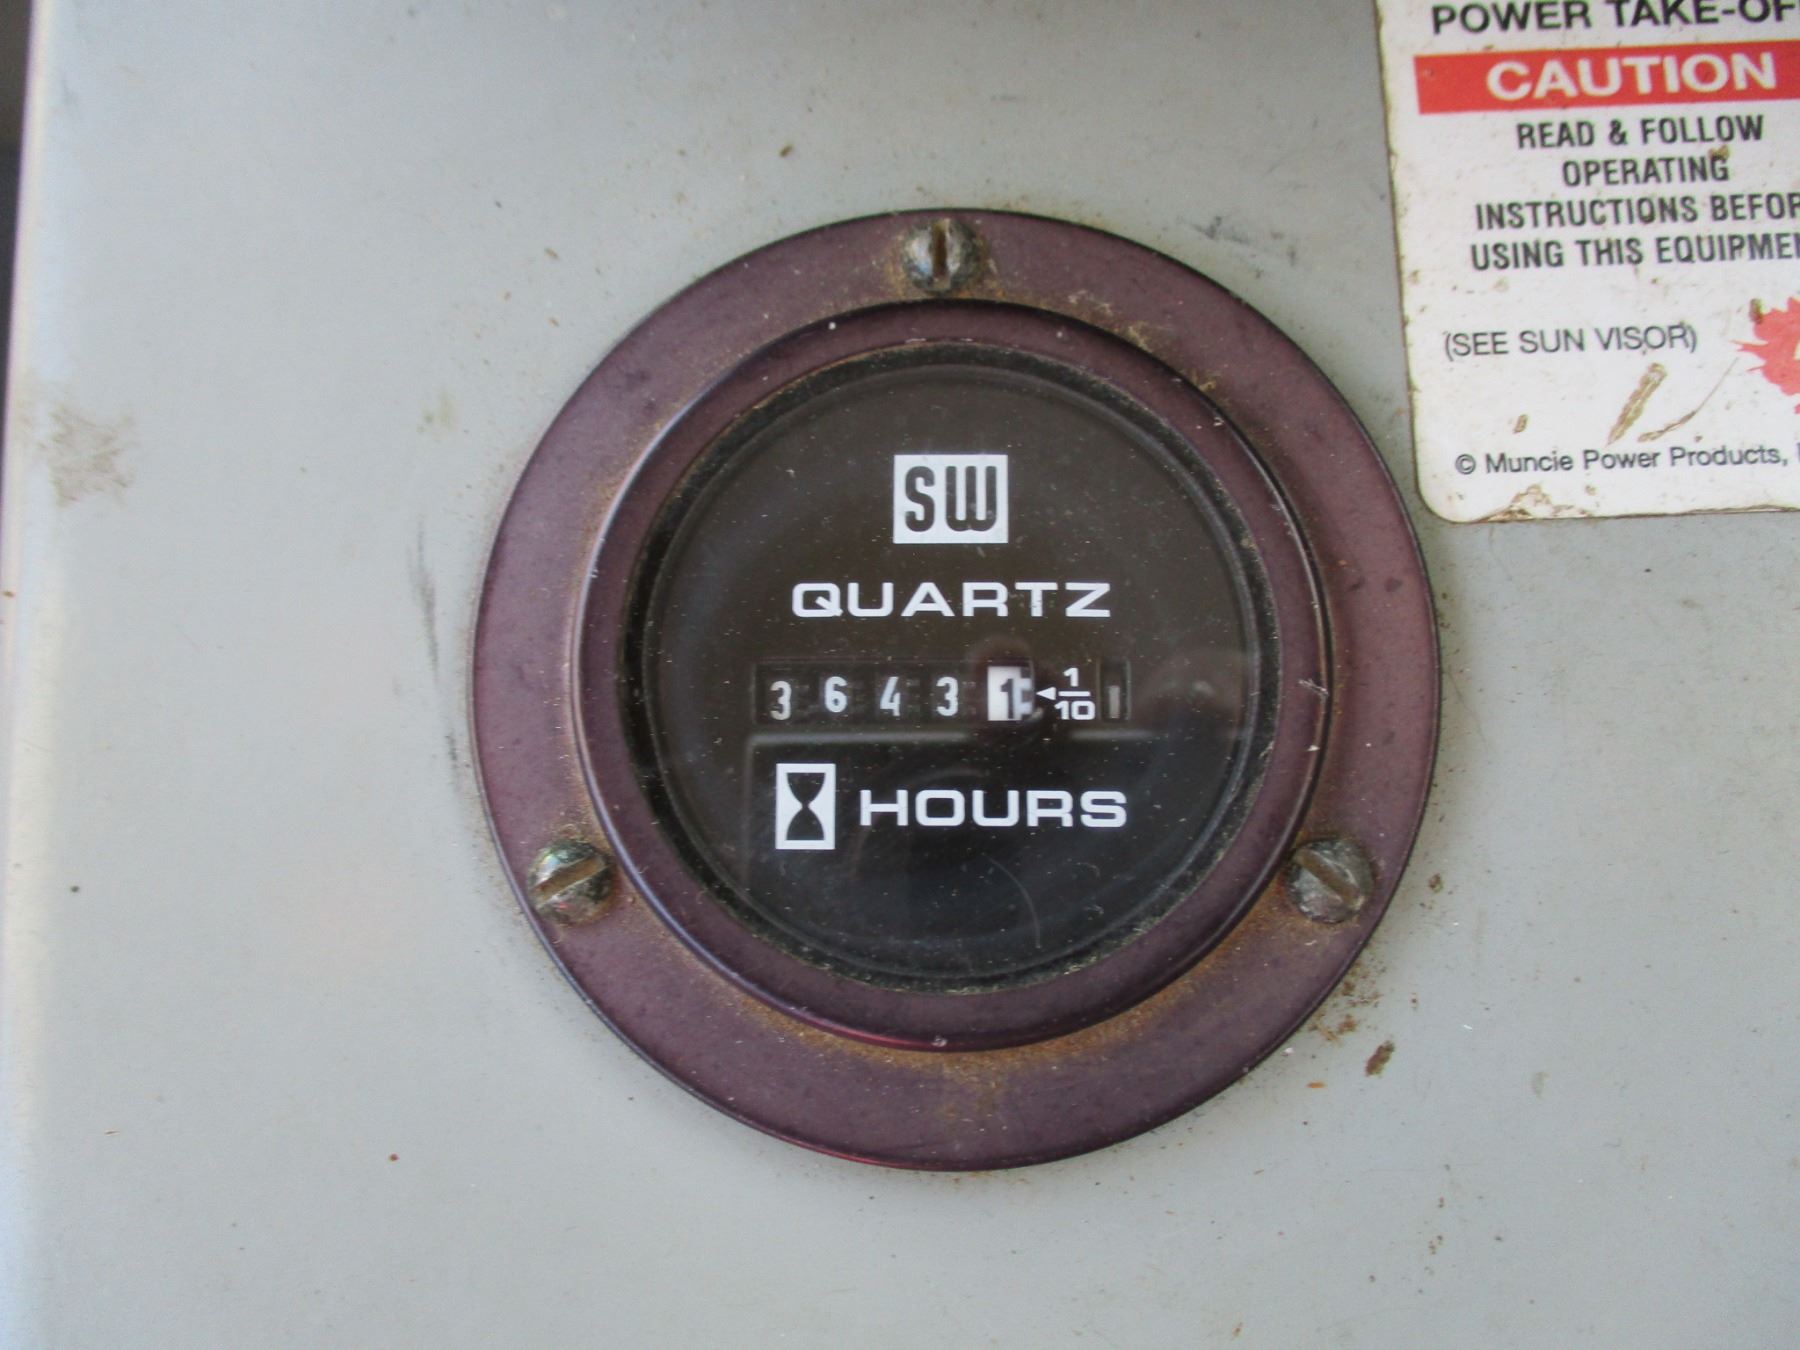 POWER TAKE-OF
CAUTION
READ & FOLLOW
OPERATING
INSTRUCTIONS BEFOR
USING THIS EQUIPMEN
(SEE SUN VISOR)
© Muncie Power Products,
SW
QUARTZ
3 6 4 3 1 ◄ 1/10
HOURS